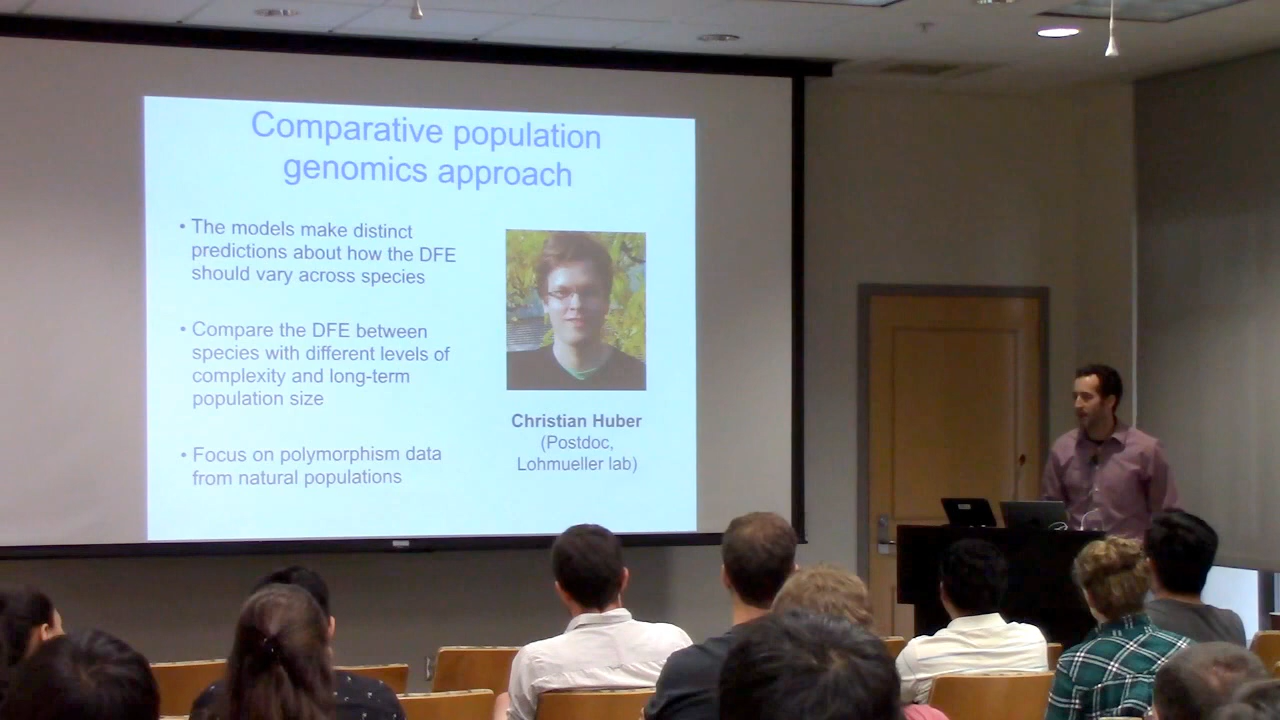 Comparative population
genomics approach
• The models make distinct
predictions about how the DFE
should vary across species
• Compare the DFE between
species with different levels of
complexity and long-term
population size
• Focus on polymorphism data
from natural populations
Christian Huber
(Postdoc,
Lohmueller lab)